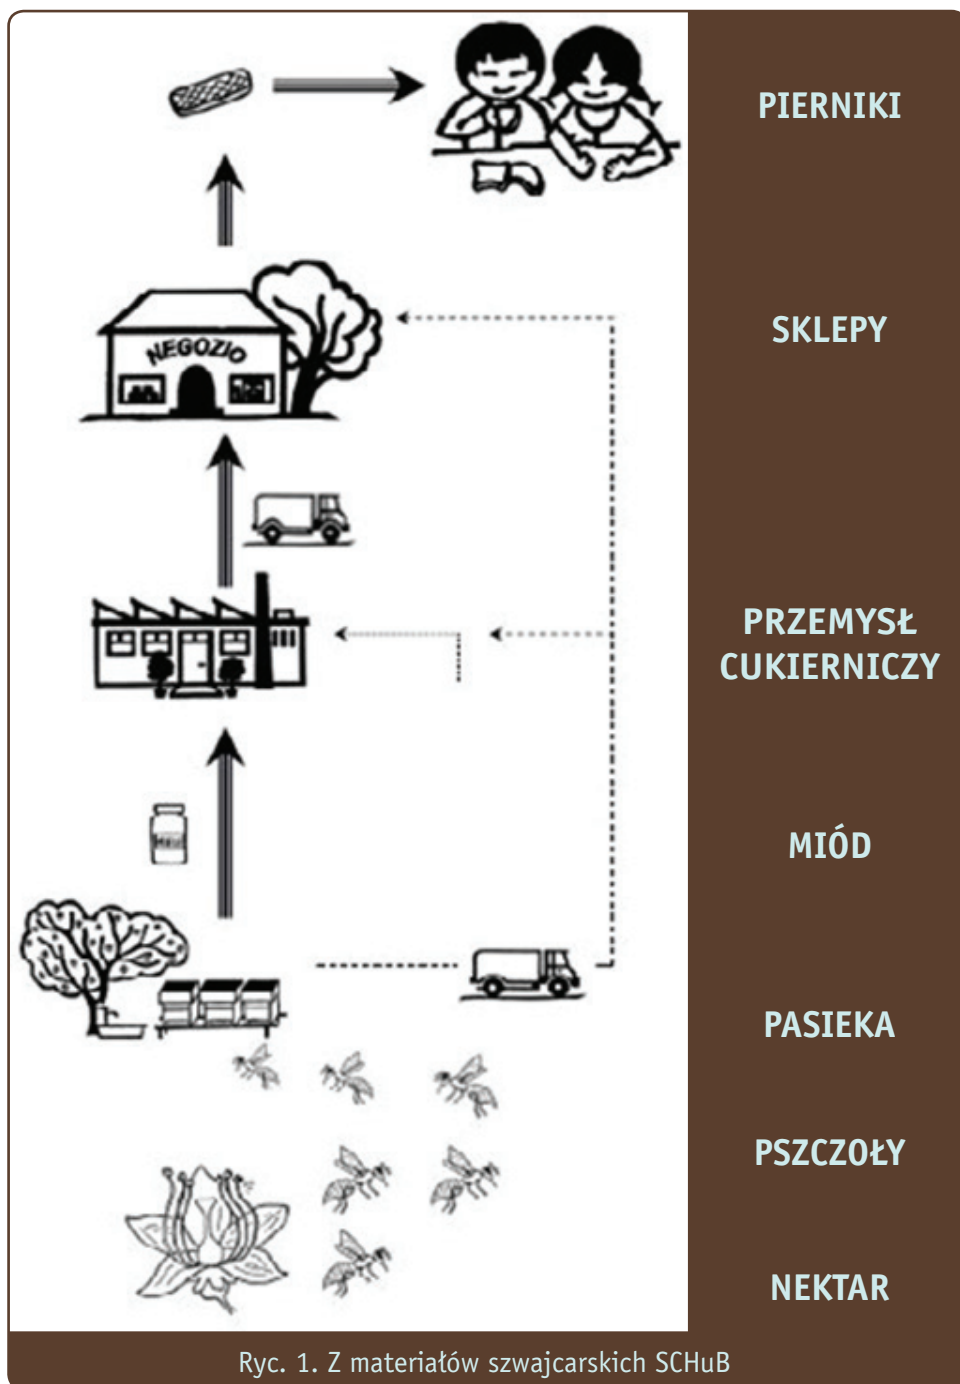 PIERNIKI
SKLEPY
NEGOZIO
PRZEMYSŁ
CUKIERNICZY
MIÓD
PASIEKA
PSZCZOŁY
NEKTAR
Ryc. 1. Z materiałów szwajcarskich SCHuB